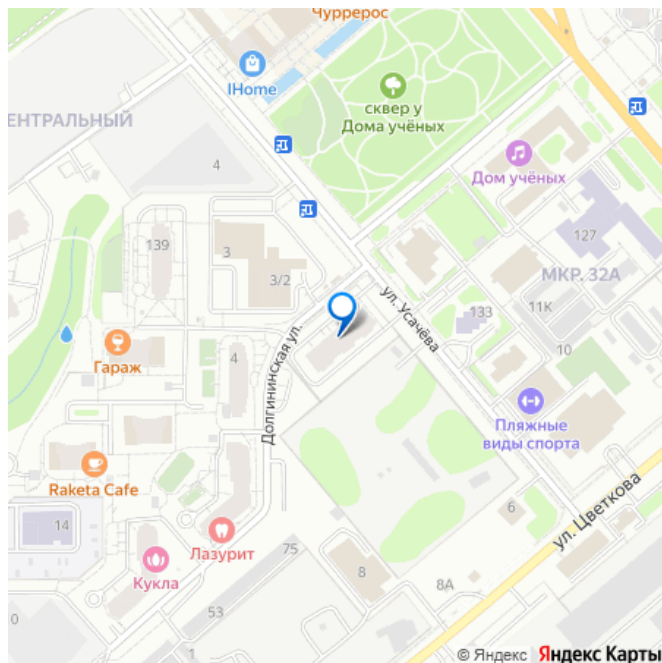 Чуррерос
IHome
сквер у
Дома учёных
ЕНТРАЛЬНЫЙ
Дом учёных
4
127
139
3
3/2
МКР. 32А
ул. Усачёва
133
11К
10
Гараж
4
Долгининская ул.
Пляжные
виды спорта
Raketa Cafe
14
Лазурит
6
ул. Цветкова
75
Кукла
8
8А
53
0
© Яндекс Яндекс Карты